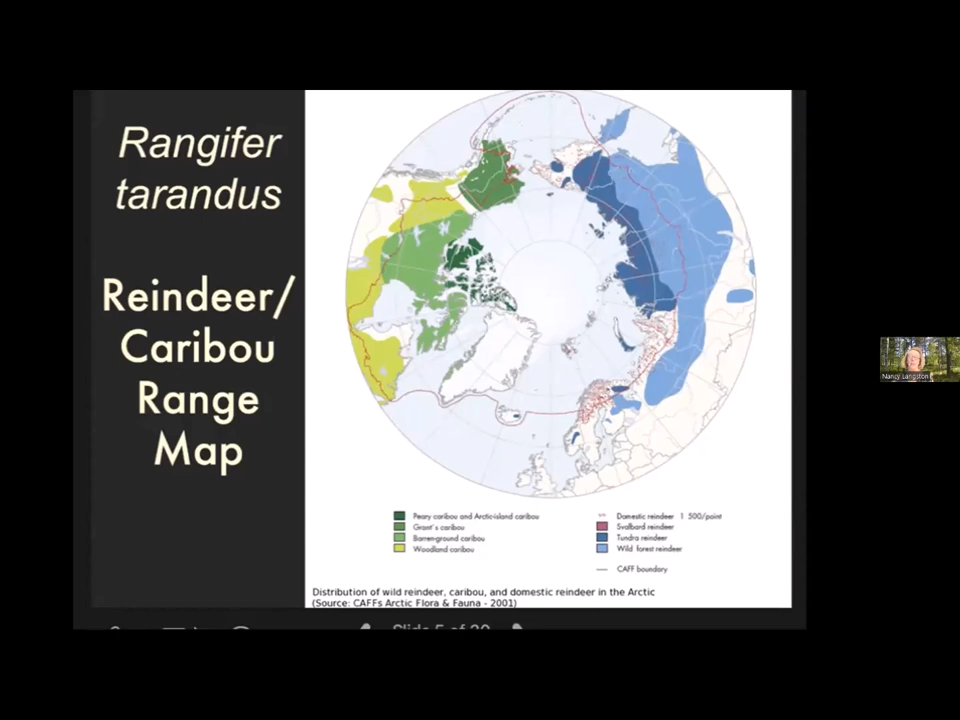 Rangifer
tarandus
Reindeer/
Caribou
Range
Map
Peary caribou and Arctic-island caribou
Grant's caribou
Barren-ground caribou
Woodland caribou
Domestic reindeer 1 500/point
Svalbard reindeer
Tundra reindeer
Wild forest reindeer
CAFF boundary
Distribution of wild reindeer, caribou, and domestic reindeer in the Arctic
(Source: CAFFs Arctic Flora & Fauna - 2001)
Slide 5 of 20
Nancy Langston